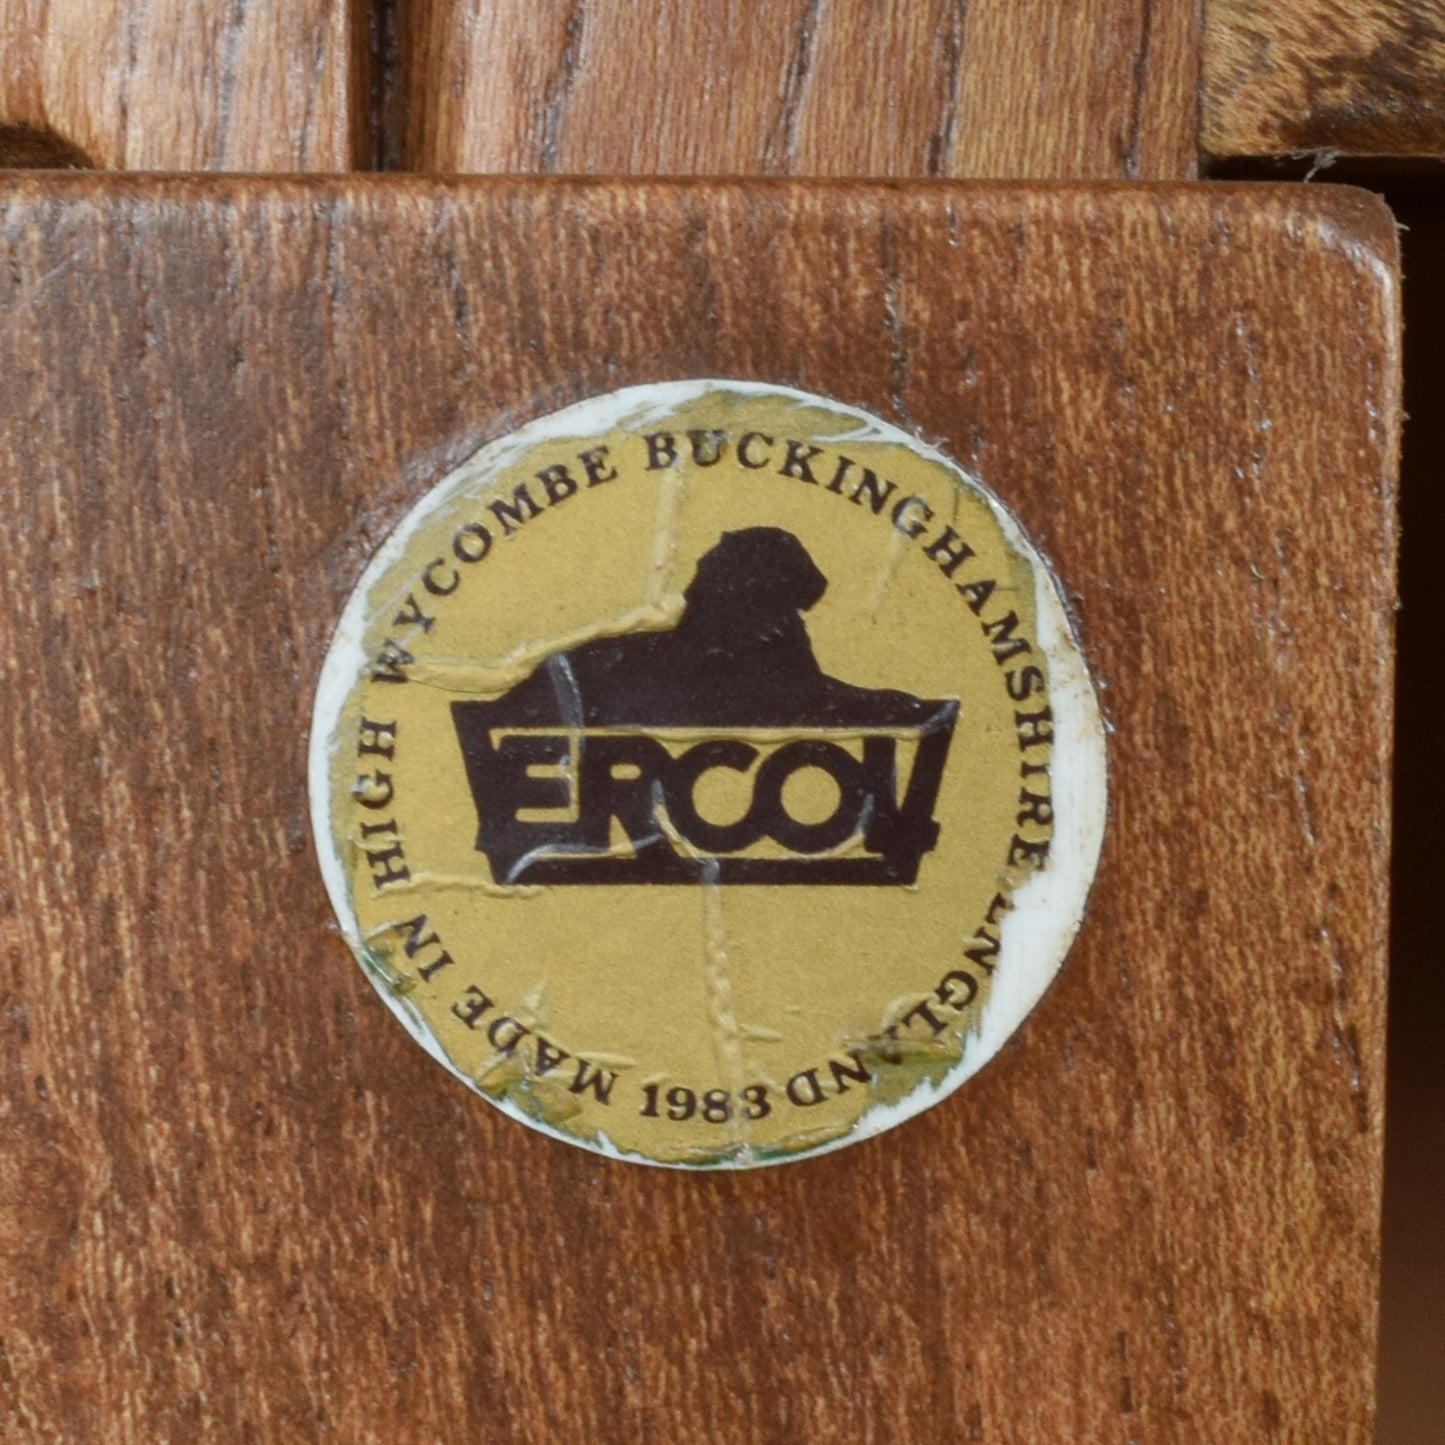 MADE IN HIGH WYCOMBE BUCKINGHAMSHIRE ENGLAND
1983
ERCOL